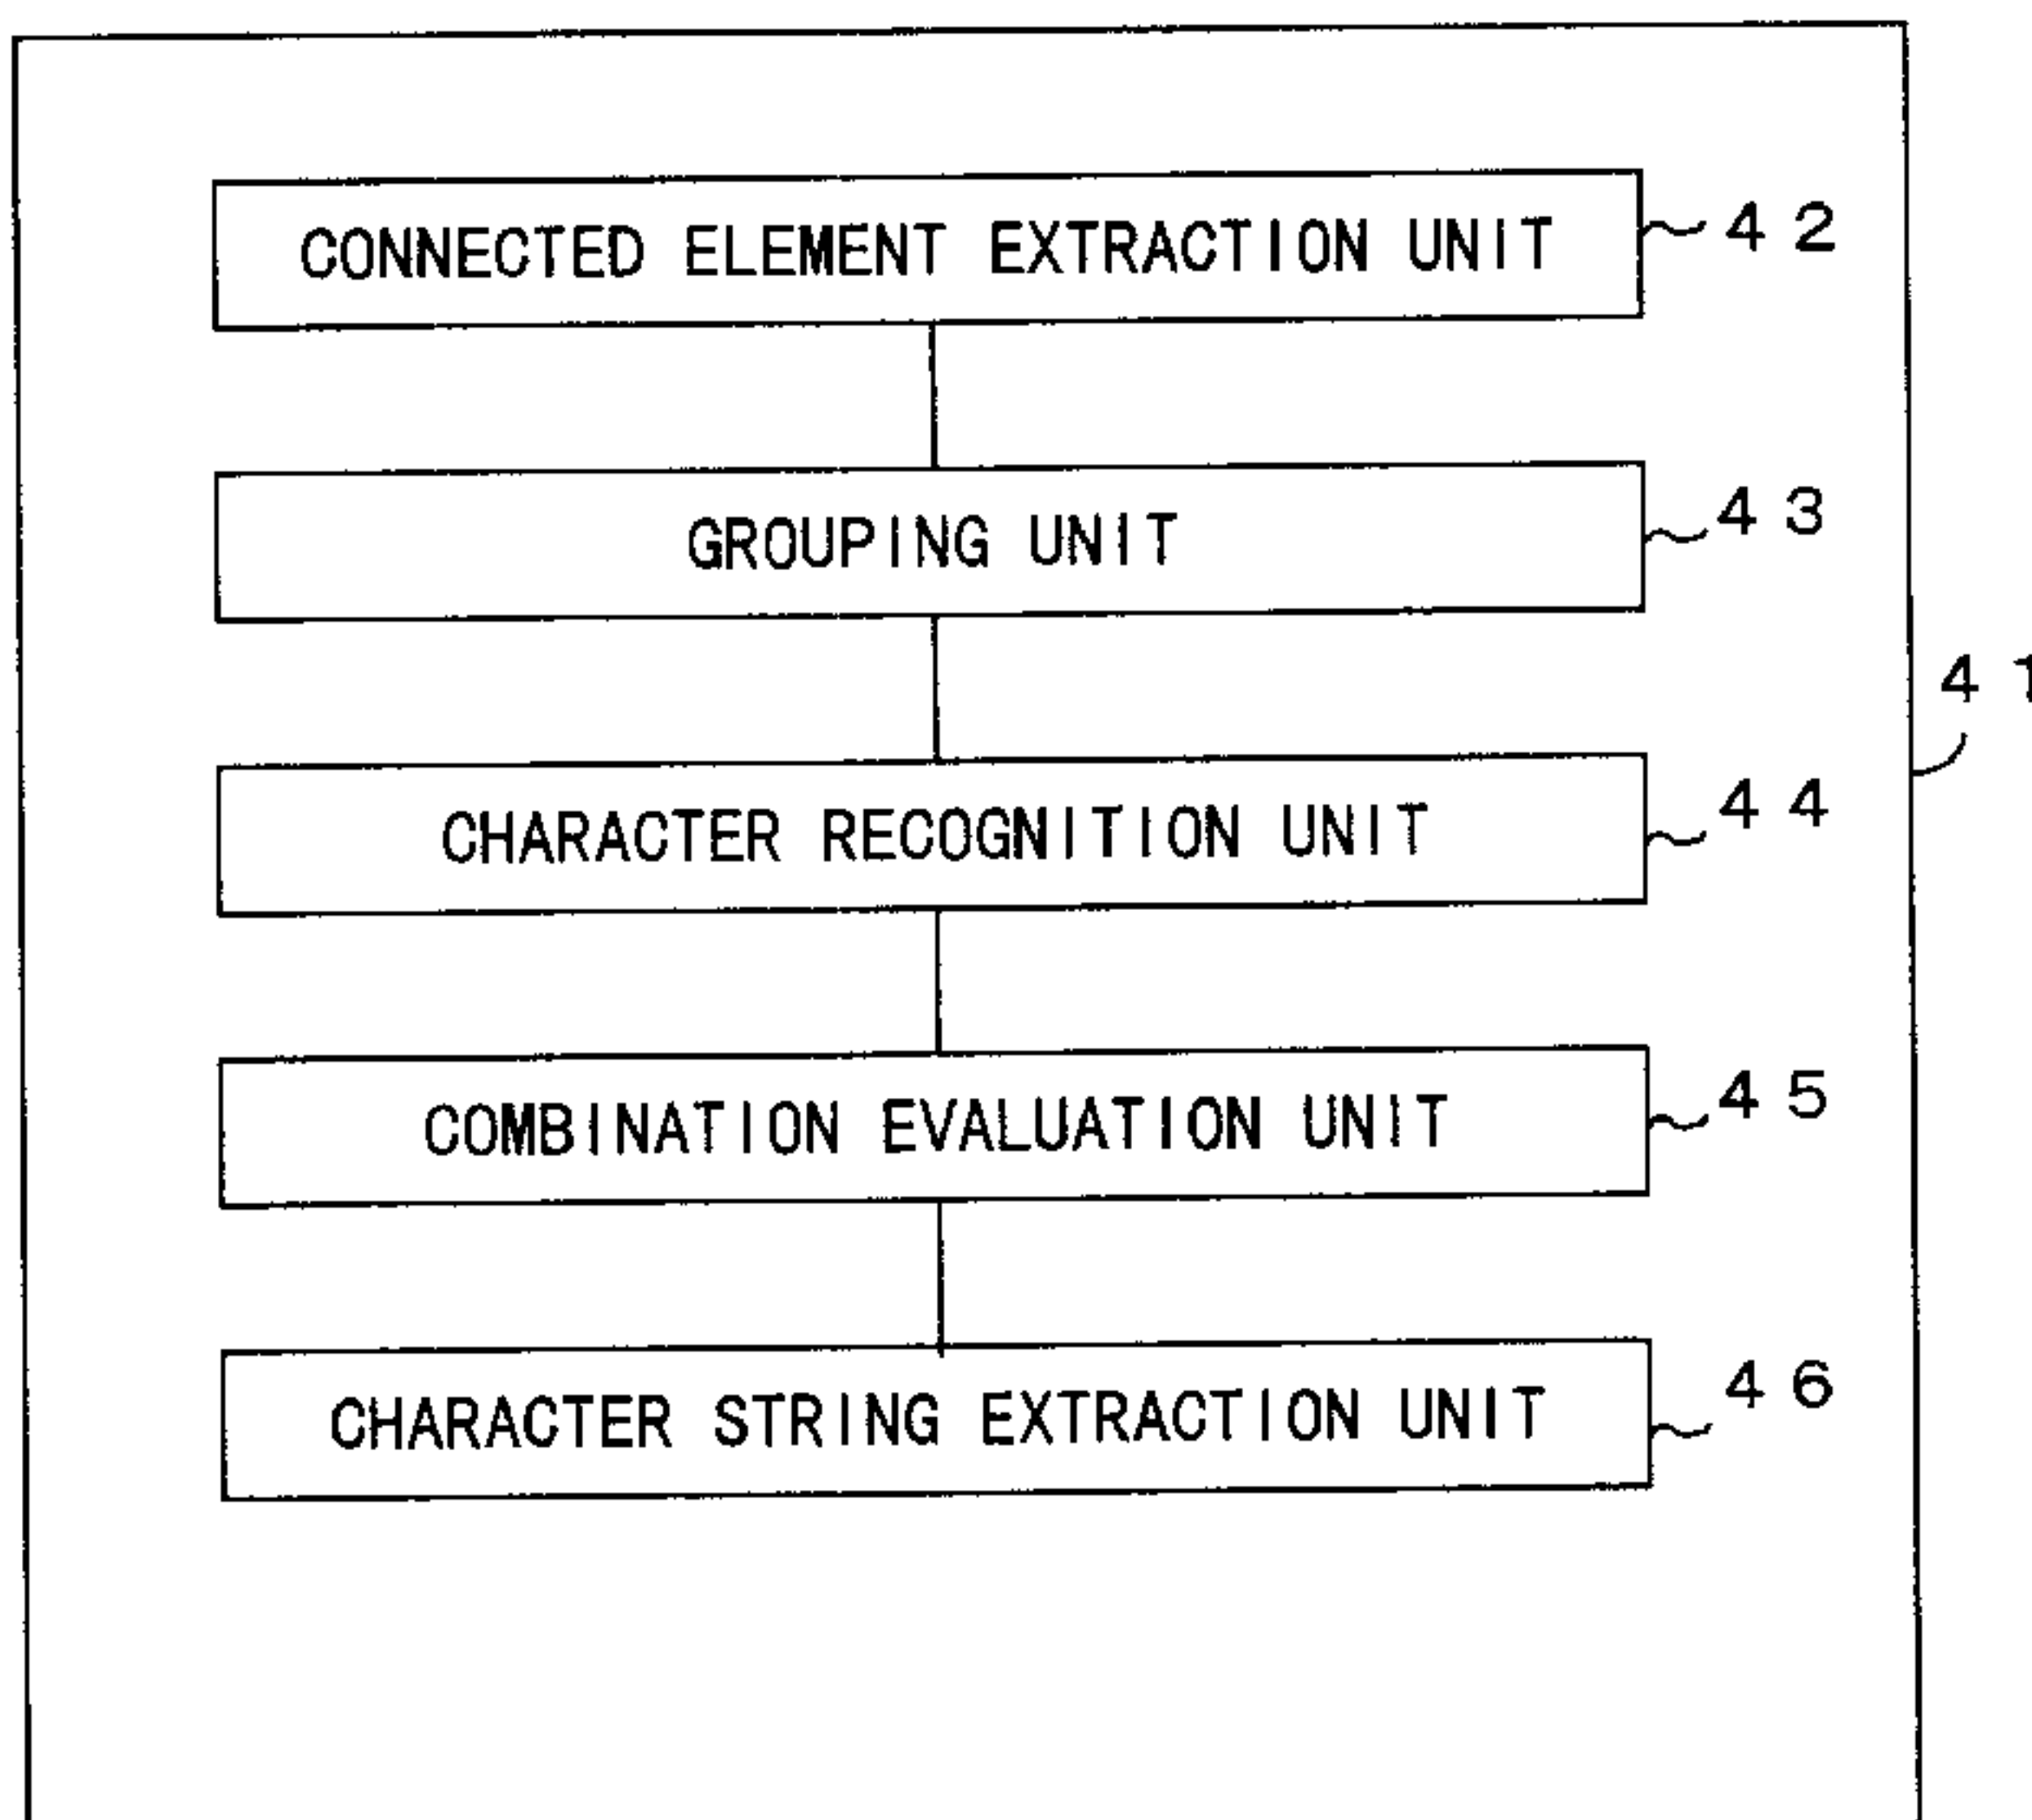 CONNECTED ELEMENT EXTRACTION UNIT 42
GROUPING UNIT 43
41
CHARACTER RECOGNITION UNIT 44
COMBINATION EVALUATION UNIT 45
CHARACTER STRING EXTRACTION UNIT 46